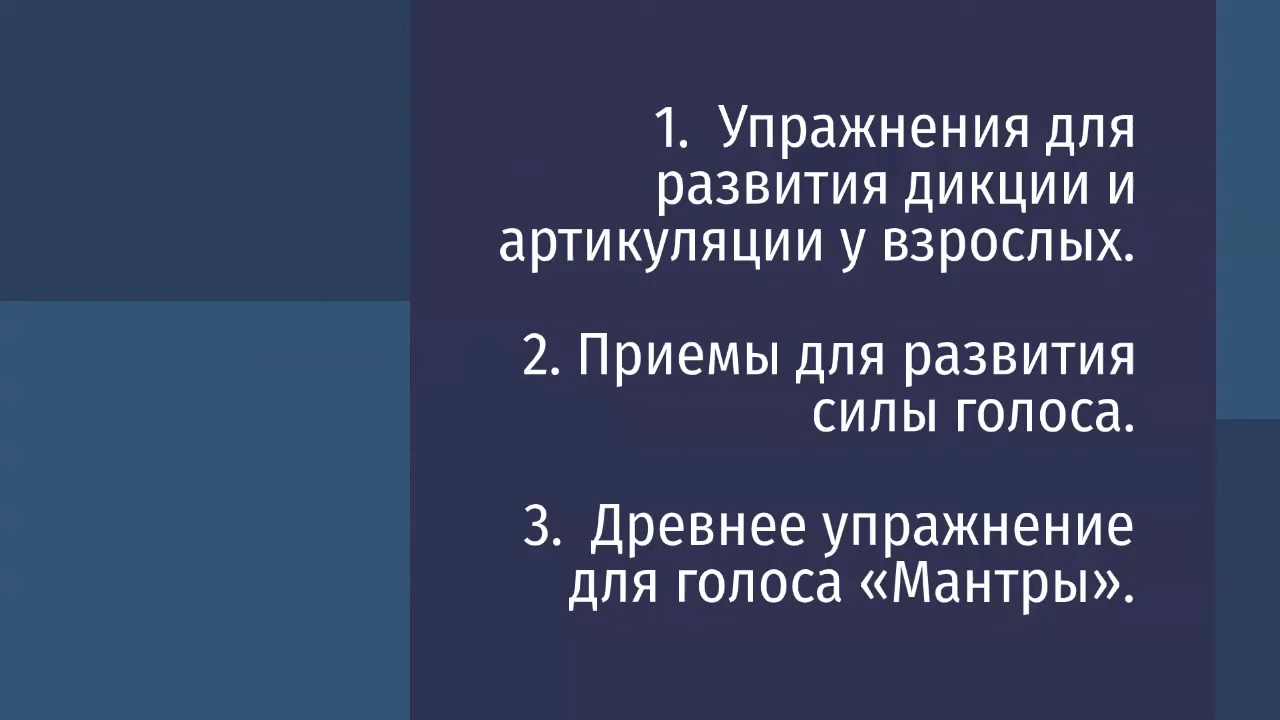 1. Упражнения для
развития дикции и
артикуляции у взрослых.
2. Приемы для развития
силы голоса.
3. Древнее упражнение
для голоса «Мантры».